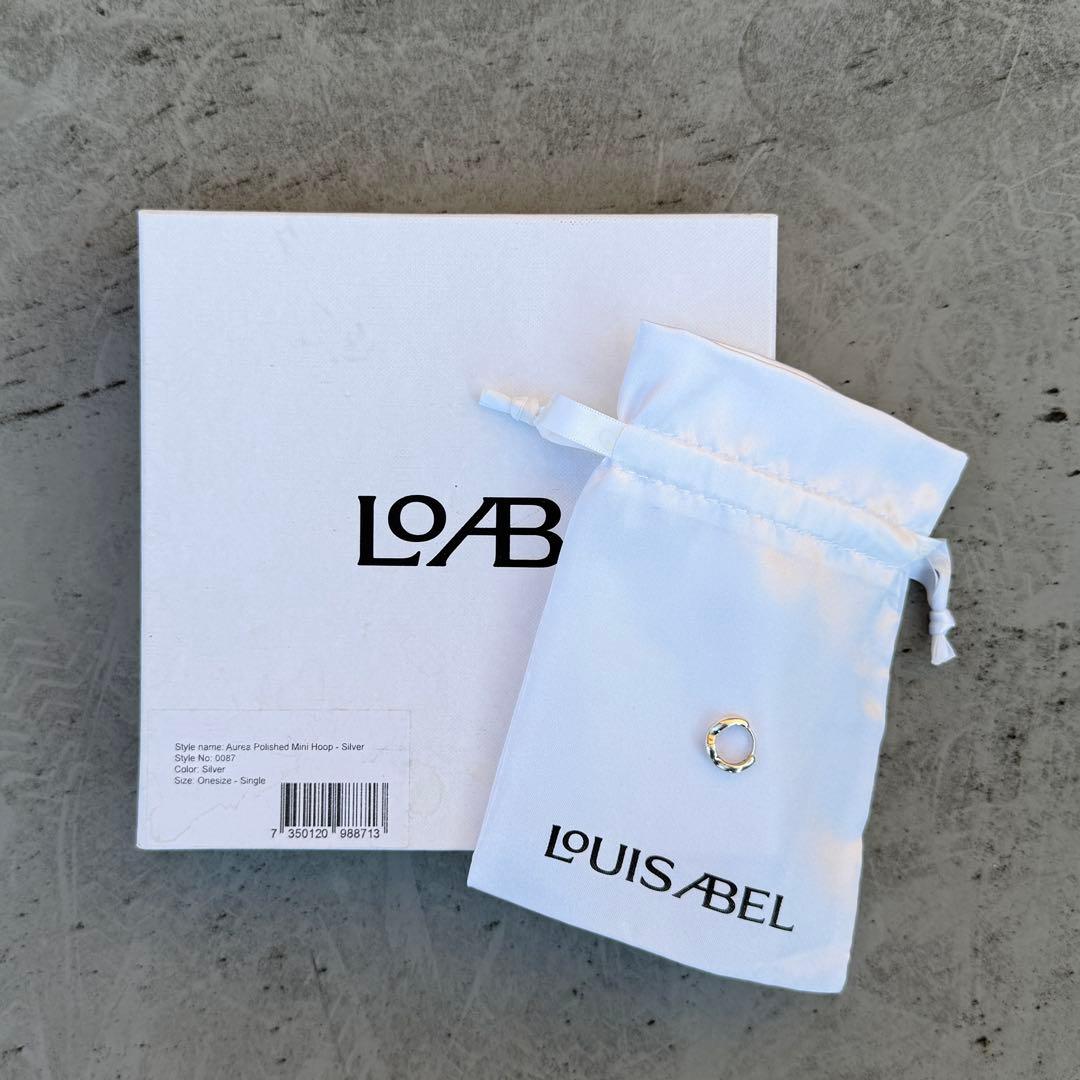 LOAB
Style name: Aurea Polished Mini Hoop - Silver
Style No: 0087
Color: Silver
Size: Onesize - Single
7 350120 988713
LOUIS ABEL